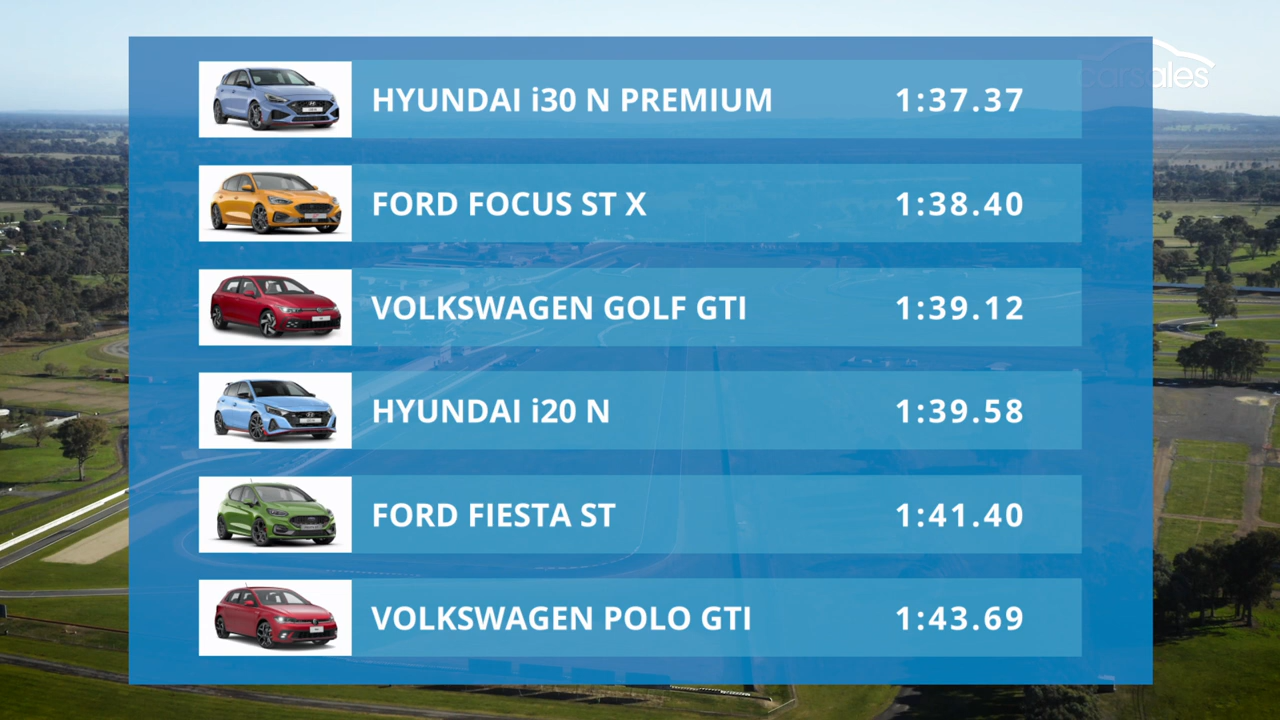 carsales
HYUNDAI i30 N PREMIUM 1:37.37
FORD FOCUS ST X 1:38.40
VOLKSWAGEN GOLF GTI 1:39.12
HYUNDAI i20 N 1:39.58
FORD FIESTA ST 1:41.40
VOLKSWAGEN POLO GTI 1:43.69